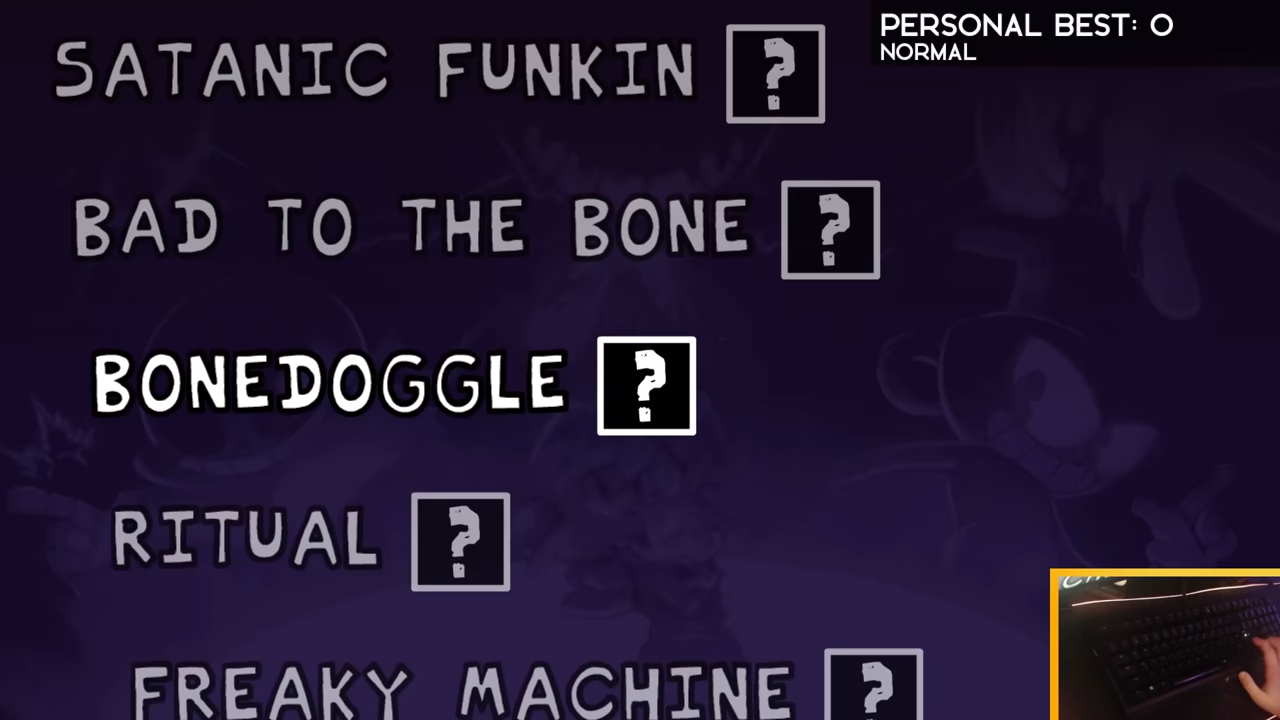 PERSONAL BEST: 0
NORMAL
SATANIC FUNKIN ?
BAD TO THE BONE ?
BONEDOGGLE ?
RITUAL ?
FREAKY MACHINE ?